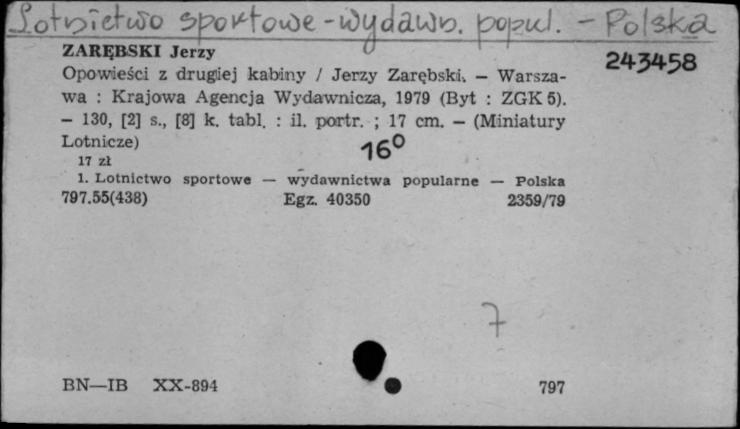 Lotnictwo sportowe - wydawn. popul. - Polska
ZARĘBSKI Jerzy
243458
Opowieści z drugiej kabiny / Jerzy Zarębski. — Warsza-
wa : Krajowa Agencja Wydawnicza, 1979 (Byt : ZGK 5).
— 130, [2] s., [8] k. tabl. : il. portr. ; 17 cm. — (Miniatury
Lotnicze)
16°
17 zł
1. Lotnictwo sportowe — wydawnictwa popularne — Polska
797.55(438) Egz. 40350 2359/79
7
BN—IB XX-894 797